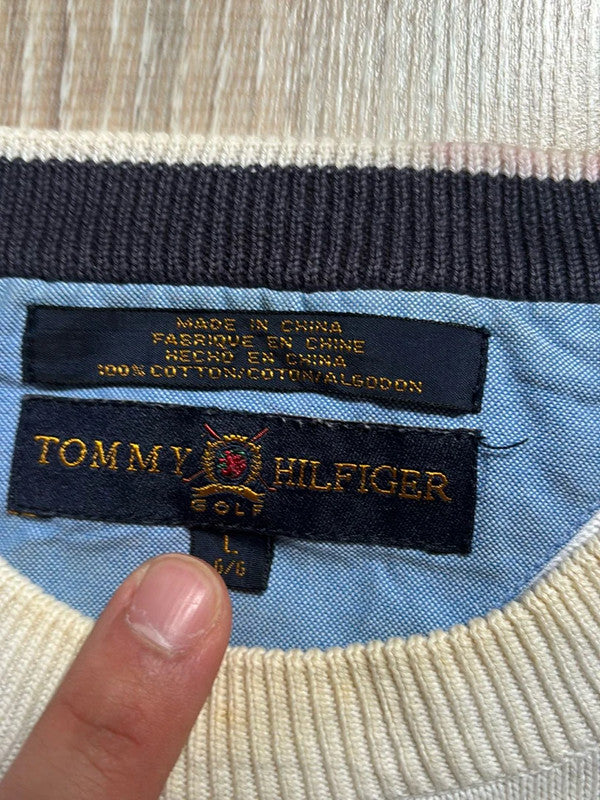 MADE IN CHINA
FABRIQUE EN CHINE
HECHO EN CHINA
100% COTTON/COTON/ALGODON
TOMMY HILFIGER
GOLF
L
G/G